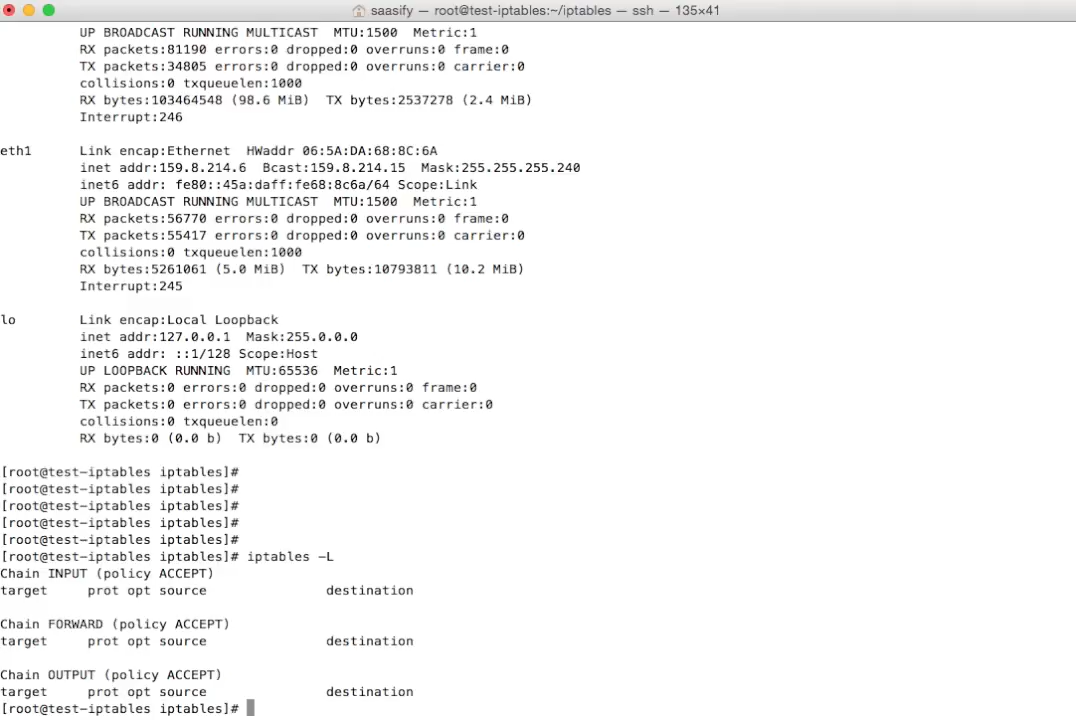 saasify — root@test-iptables:~/iptables — ssh — 135×41
UP BROADCAST RUNNING MULTICAST  MTU:1500  Metric:1
RX packets:81190 errors:0 dropped:0 overruns:0 frame:0
TX packets:34805 errors:0 dropped:0 overruns:0 carrier:0
collisions:0 txqueuelen:1000
RX bytes:103464548 (98.6 MiB)  TX bytes:2537278 (2.4 MiB)
Interrupt:246
eth1      Link encap:Ethernet  HWaddr 06:5A:DA:68:8C:6A
inet addr:159.8.214.6  Bcast:159.8.214.15  Mask:255.255.255.240
inet6 addr: fe80::45a:daff:fe68:8c6a/64 Scope:Link
UP BROADCAST RUNNING MULTICAST  MTU:1500  Metric:1
RX packets:56770 errors:0 dropped:0 overruns:0 frame:0
TX packets:55417 errors:0 dropped:0 overruns:0 carrier:0
collisions:0 txqueuelen:1000
RX bytes:5261061 (5.0 MiB)  TX bytes:10793811 (10.2 MiB)
Interrupt:245
lo        Link encap:Local Loopback
inet addr:127.0.0.1  Mask:255.0.0.0
inet6 addr: ::1/128 Scope:Host
UP LOOPBACK RUNNING  MTU:65536  Metric:1
RX packets:0 errors:0 dropped:0 overruns:0 frame:0
TX packets:0 errors:0 dropped:0 overruns:0 carrier:0
collisions:0 txqueuelen:0
RX bytes:0 (0.0 b)  TX bytes:0 (0.0 b)
[root@test-iptables iptables]#
[root@test-iptables iptables]#
[root@test-iptables iptables]#
[root@test-iptables iptables]#
[root@test-iptables iptables]#
[root@test-iptables iptables]# iptables -L
Chain INPUT (policy ACCEPT)
target     prot opt source               destination
Chain FORWARD (policy ACCEPT)
target     prot opt source               destination
Chain OUTPUT (policy ACCEPT)
target     prot opt source               destination
[root@test-iptables iptables]#